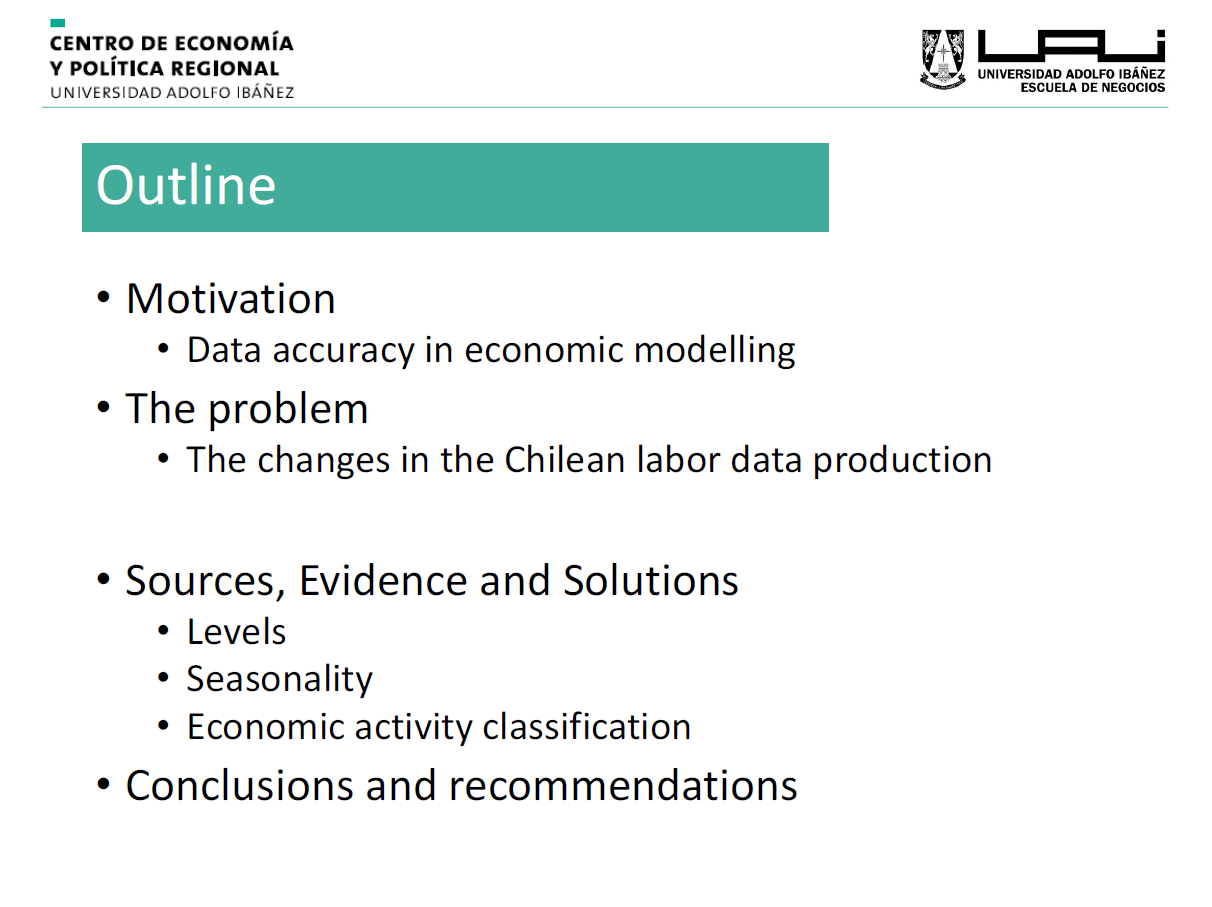 CENTRO DE ECONOMÍA
Y POLÍTICA REGIONAL
UNIVERSIDAD ADOLFO IBÁÑEZ
UAi
UNIVERSIDAD ADOLFO IBÁÑEZ
ESCUELA DE NEGOCIOS
Outline
• Motivation
• Data accuracy in economic modelling
• The problem
• The changes in the Chilean labor data production
• Sources, Evidence and Solutions
• Levels
• Seasonality
• Economic activity classification
• Conclusions and recommendations